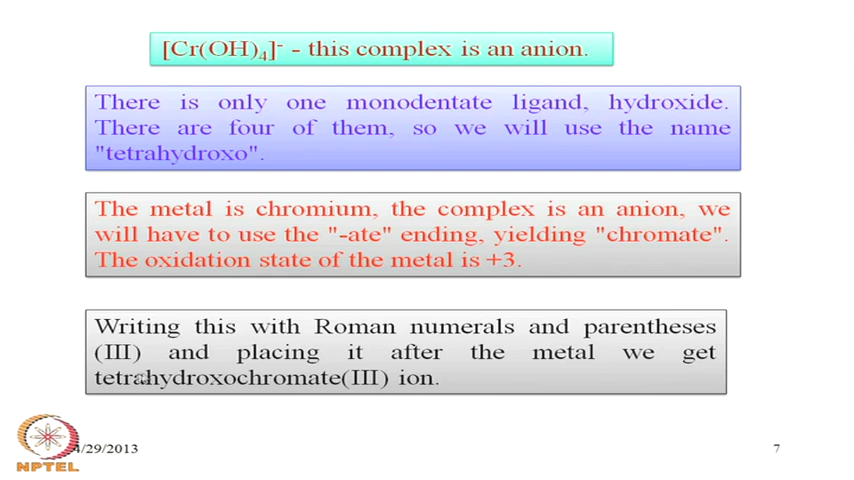 [Cr(OH)₄]⁻ - this complex is an anion.
There is only one monodentate ligand, hydroxide.
There are four of them, so we will use the name
"tetrahydroxo".
The metal is chromium, the complex is an anion, we
will have to use the "-ate" ending, yielding "chromate".
The oxidation state of the metal is +3.
Writing this with Roman numerals and parentheses
(III) and placing it after the metal we get
tetrahydroxochromate(III) ion.
4/29/2013
7
NPTEL